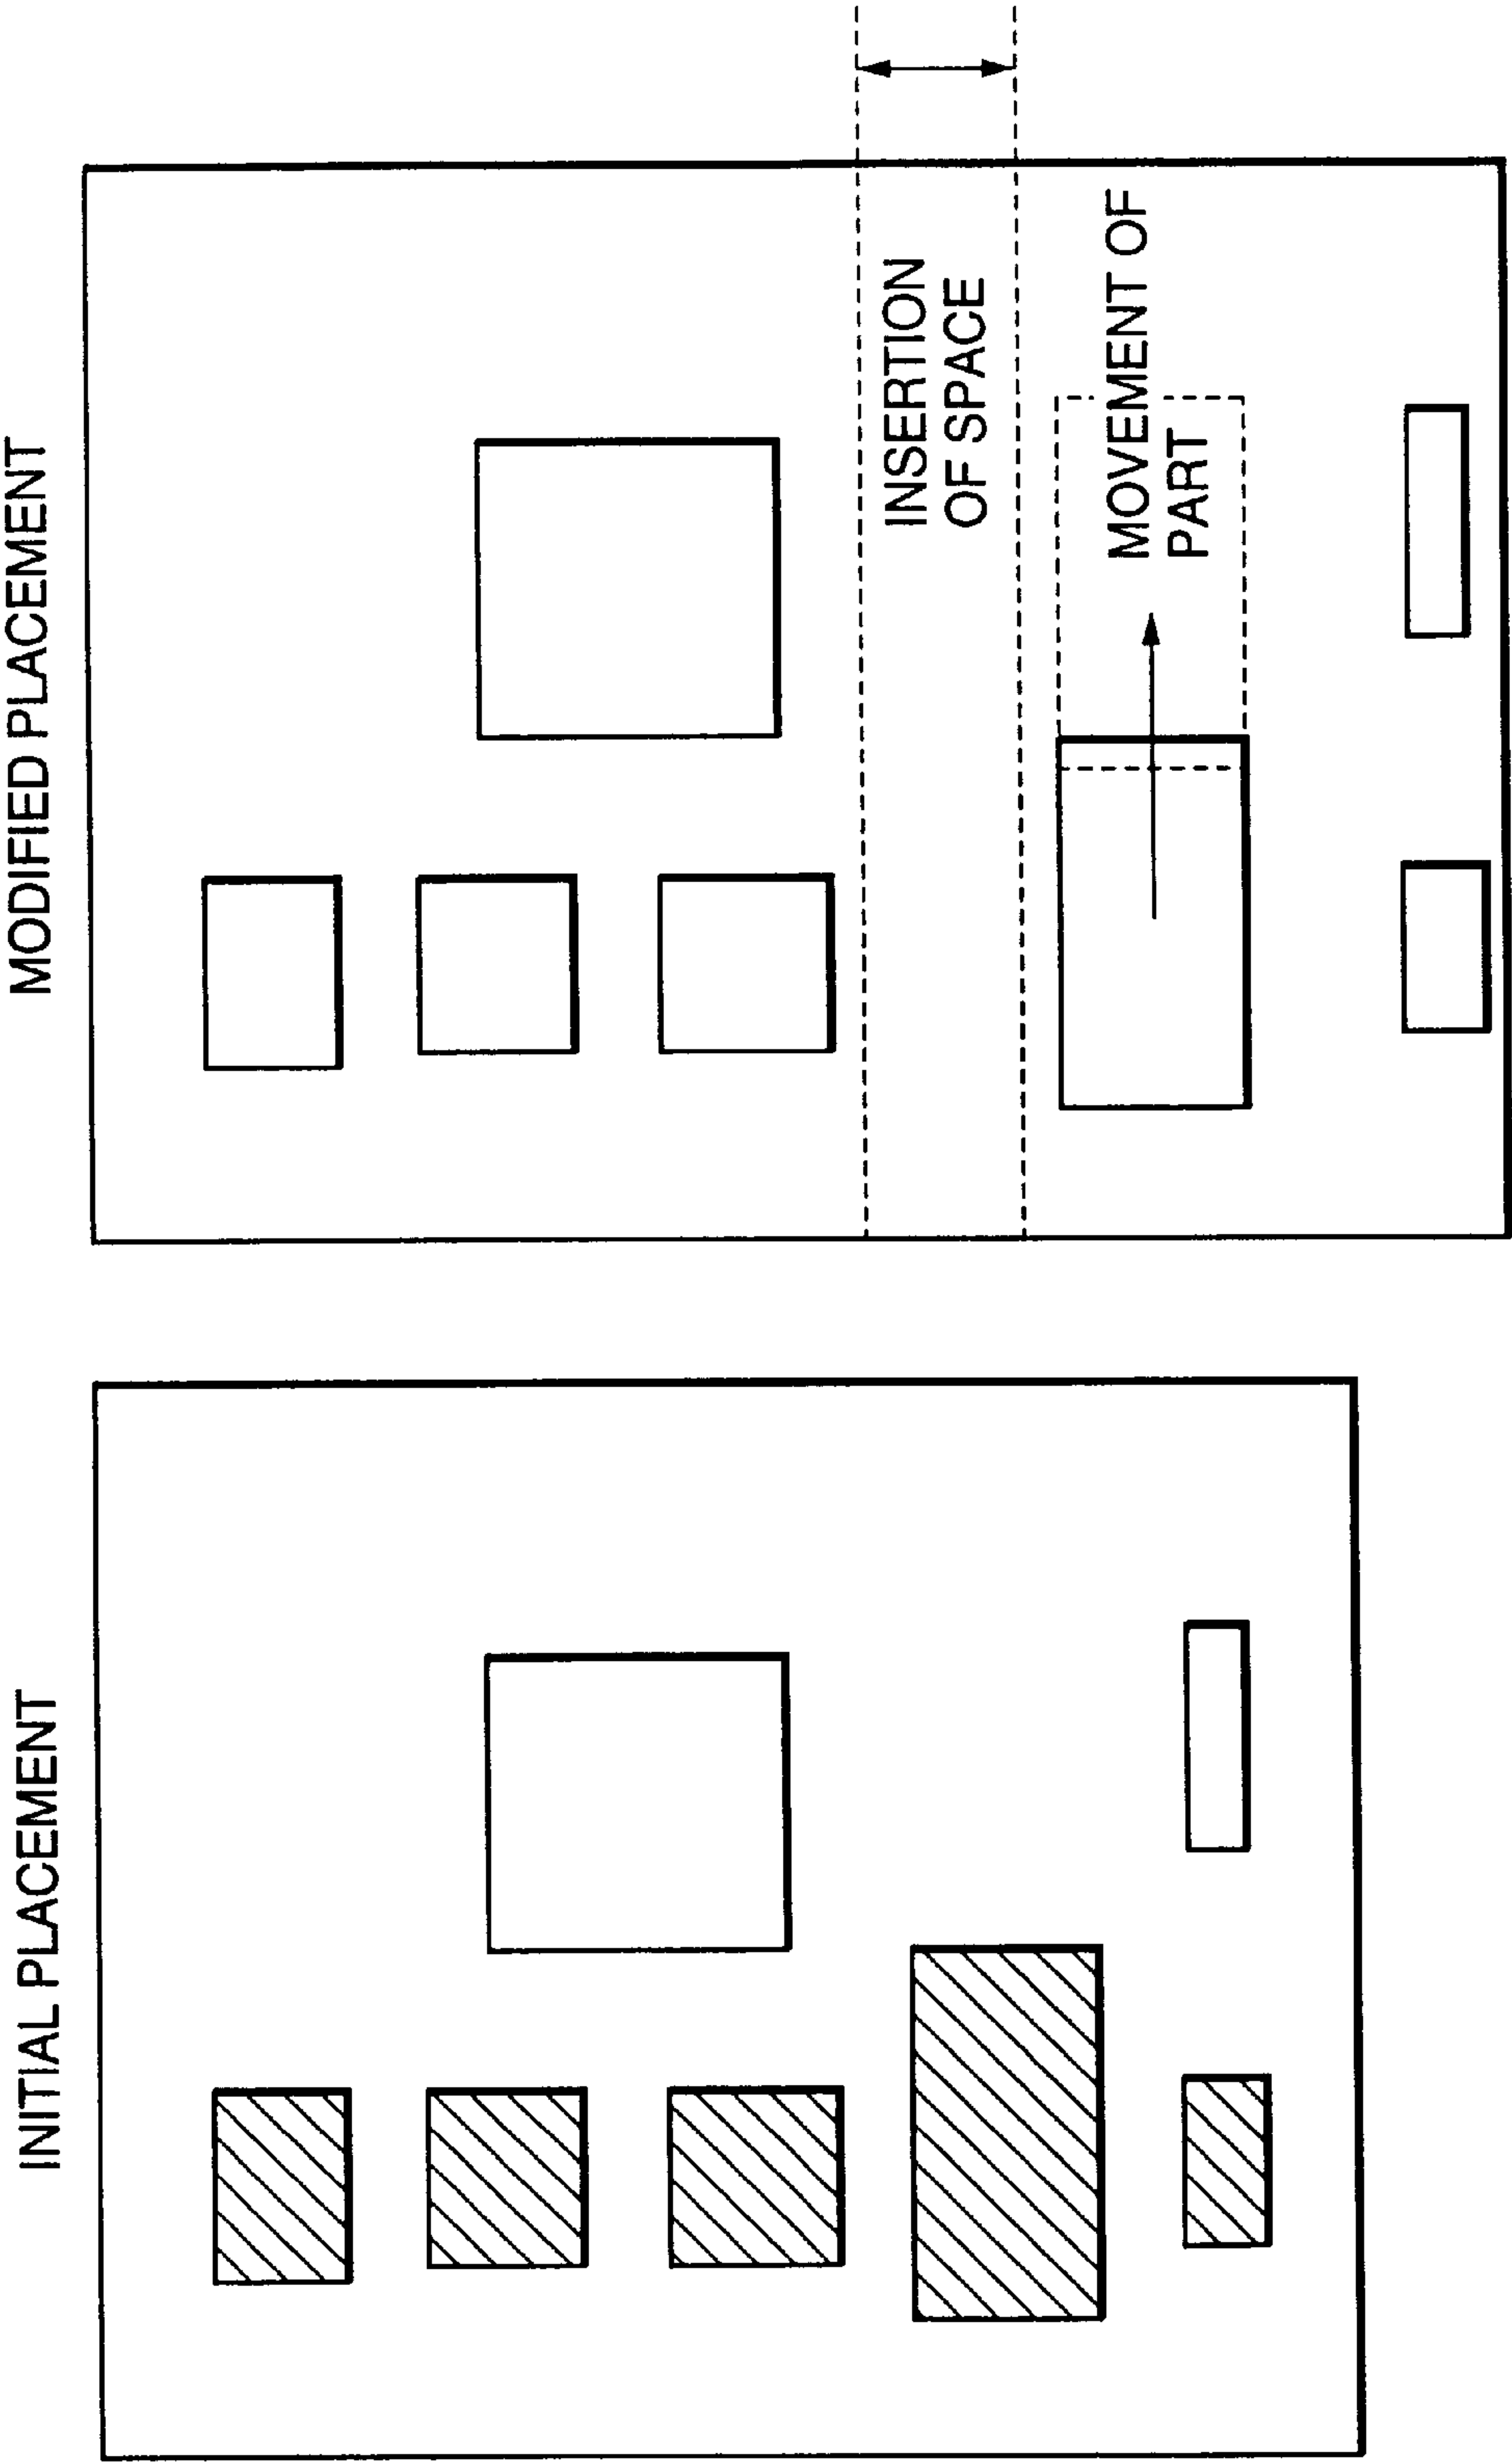 INITIAL PLACEMENT
MODIFIED PLACEMENT
INSERTION
OF SPACE
MOVEMENT OF
PART